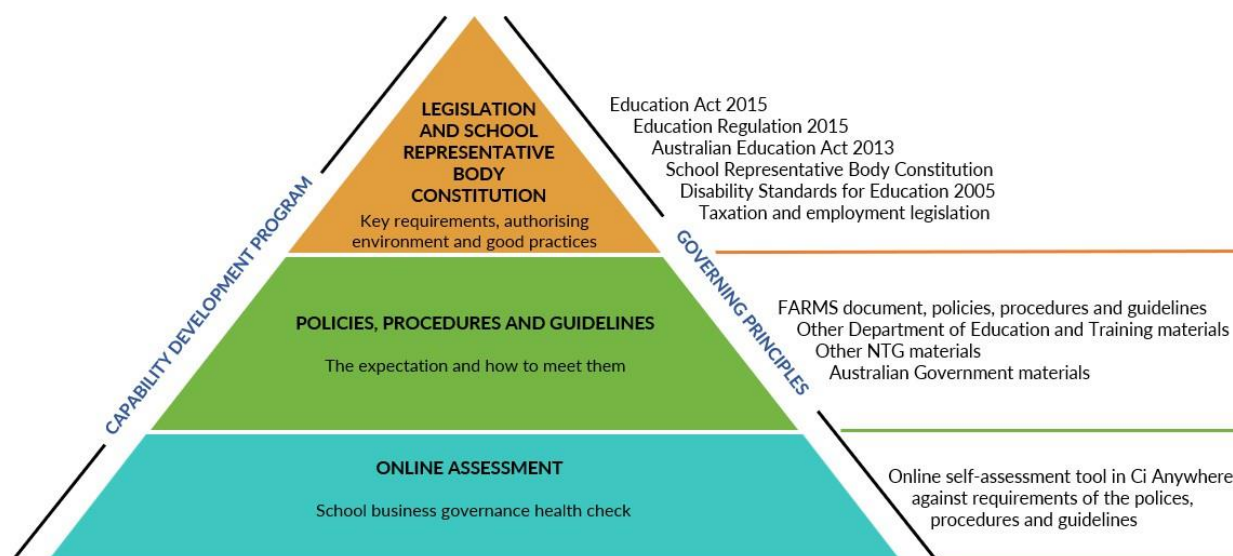 LEGISLATION
AND SCHOOL
REPRESENTATIVE
BODY
CONSTITUTION
Key requirements, authorising
environment and good practices
Education Act 2015
Education Regulation 2015
Australian Education Act 2013
School Representative Body Constitution
Disability Standards for Education 2005
Taxation and employment legislation
CAPABILITY DEVELOPMENT PROGRAM
GOVERNING PRINCIPLES
POLICIES, PROCEDURES AND GUIDELINES
The expectation and how to meet them
FARMS document, policies, procedures and guidelines
Other Department of Education and Training materials
Other NTG materials
Australian Government materials
ONLINE ASSESSMENT
School business governance health check
Online self-assessment tool in Ci Anywhere
against requirements of the polices,
procedures and guidelines